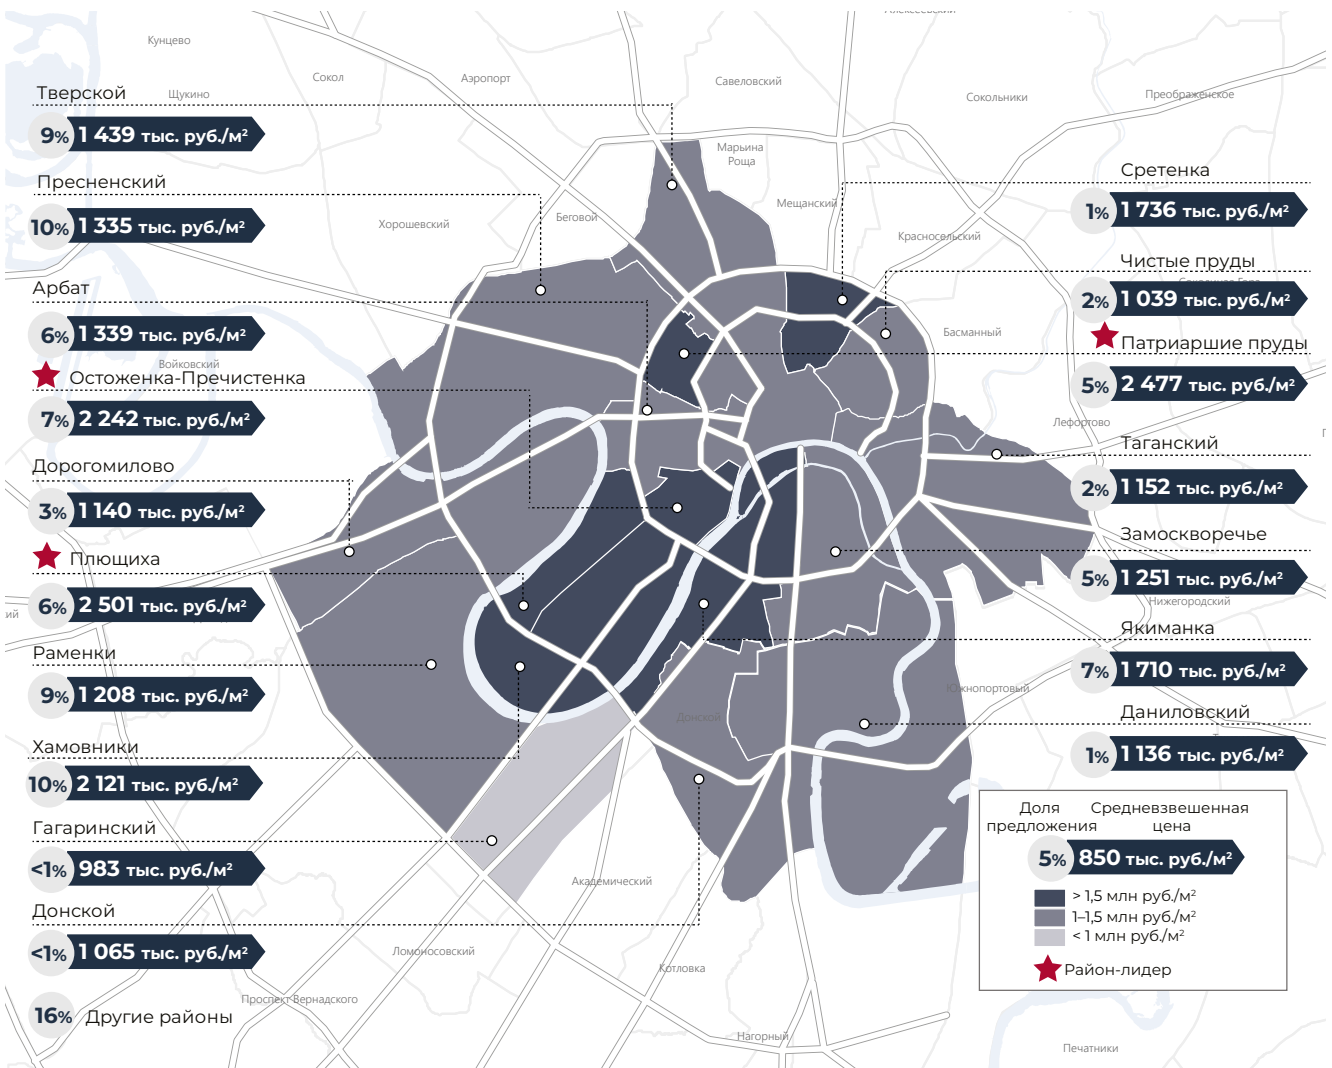 Алексеевский
Кунцево
Сокол
Аэропорт
Савеловский
Щукино
Сокольники
Преображенское
Марьина
Роща
Мещанский
Беговой
Хорошевский
Красносельский
Басманный
Войковский
Лефортово
Нижегородский
Южнопортовый
Донской
Академический
Ломоносовский
Котловка
Проспект Вернадского
Нагорный
Печатники
ий
Тверской
9% 1 439 тыс. руб./м²
Пресненский
10% 1 335 тыс. руб./м²
Арбат
6% 1 339 тыс. руб./м²
Остоженка-Пречистенка
7% 2 242 тыс. руб./м²
Дорогомилово
3% 1 140 тыс. руб./м²
Плющиха
6% 2 501 тыс. руб./м²
Раменки
9% 1 208 тыс. руб./м²
Хамовники
10% 2 121 тыс. руб./м²
Гагаринский
<1% 983 тыс. руб./м²
Донской
<1% 1 065 тыс. руб./м²
16% Другие районы
Сретенка
1% 1 736 тыс. руб./м²
Чистые пруды
2% 1 039 тыс. руб./м²
Патриаршие пруды
5% 2 477 тыс. руб./м²
Таганский
2% 1 152 тыс. руб./м²
Замоскворечье
5% 1 251 тыс. руб./м²
Якиманка
7% 1 710 тыс. руб./м²
Даниловский
1% 1 136 тыс. руб./м²
Доля Средневзвешенная
предложения цена
5% 850 тыс. руб./м²
> 1,5 млн руб./м²
1–1,5 млн руб./м²
< 1 млн руб./м²
Район-лидер